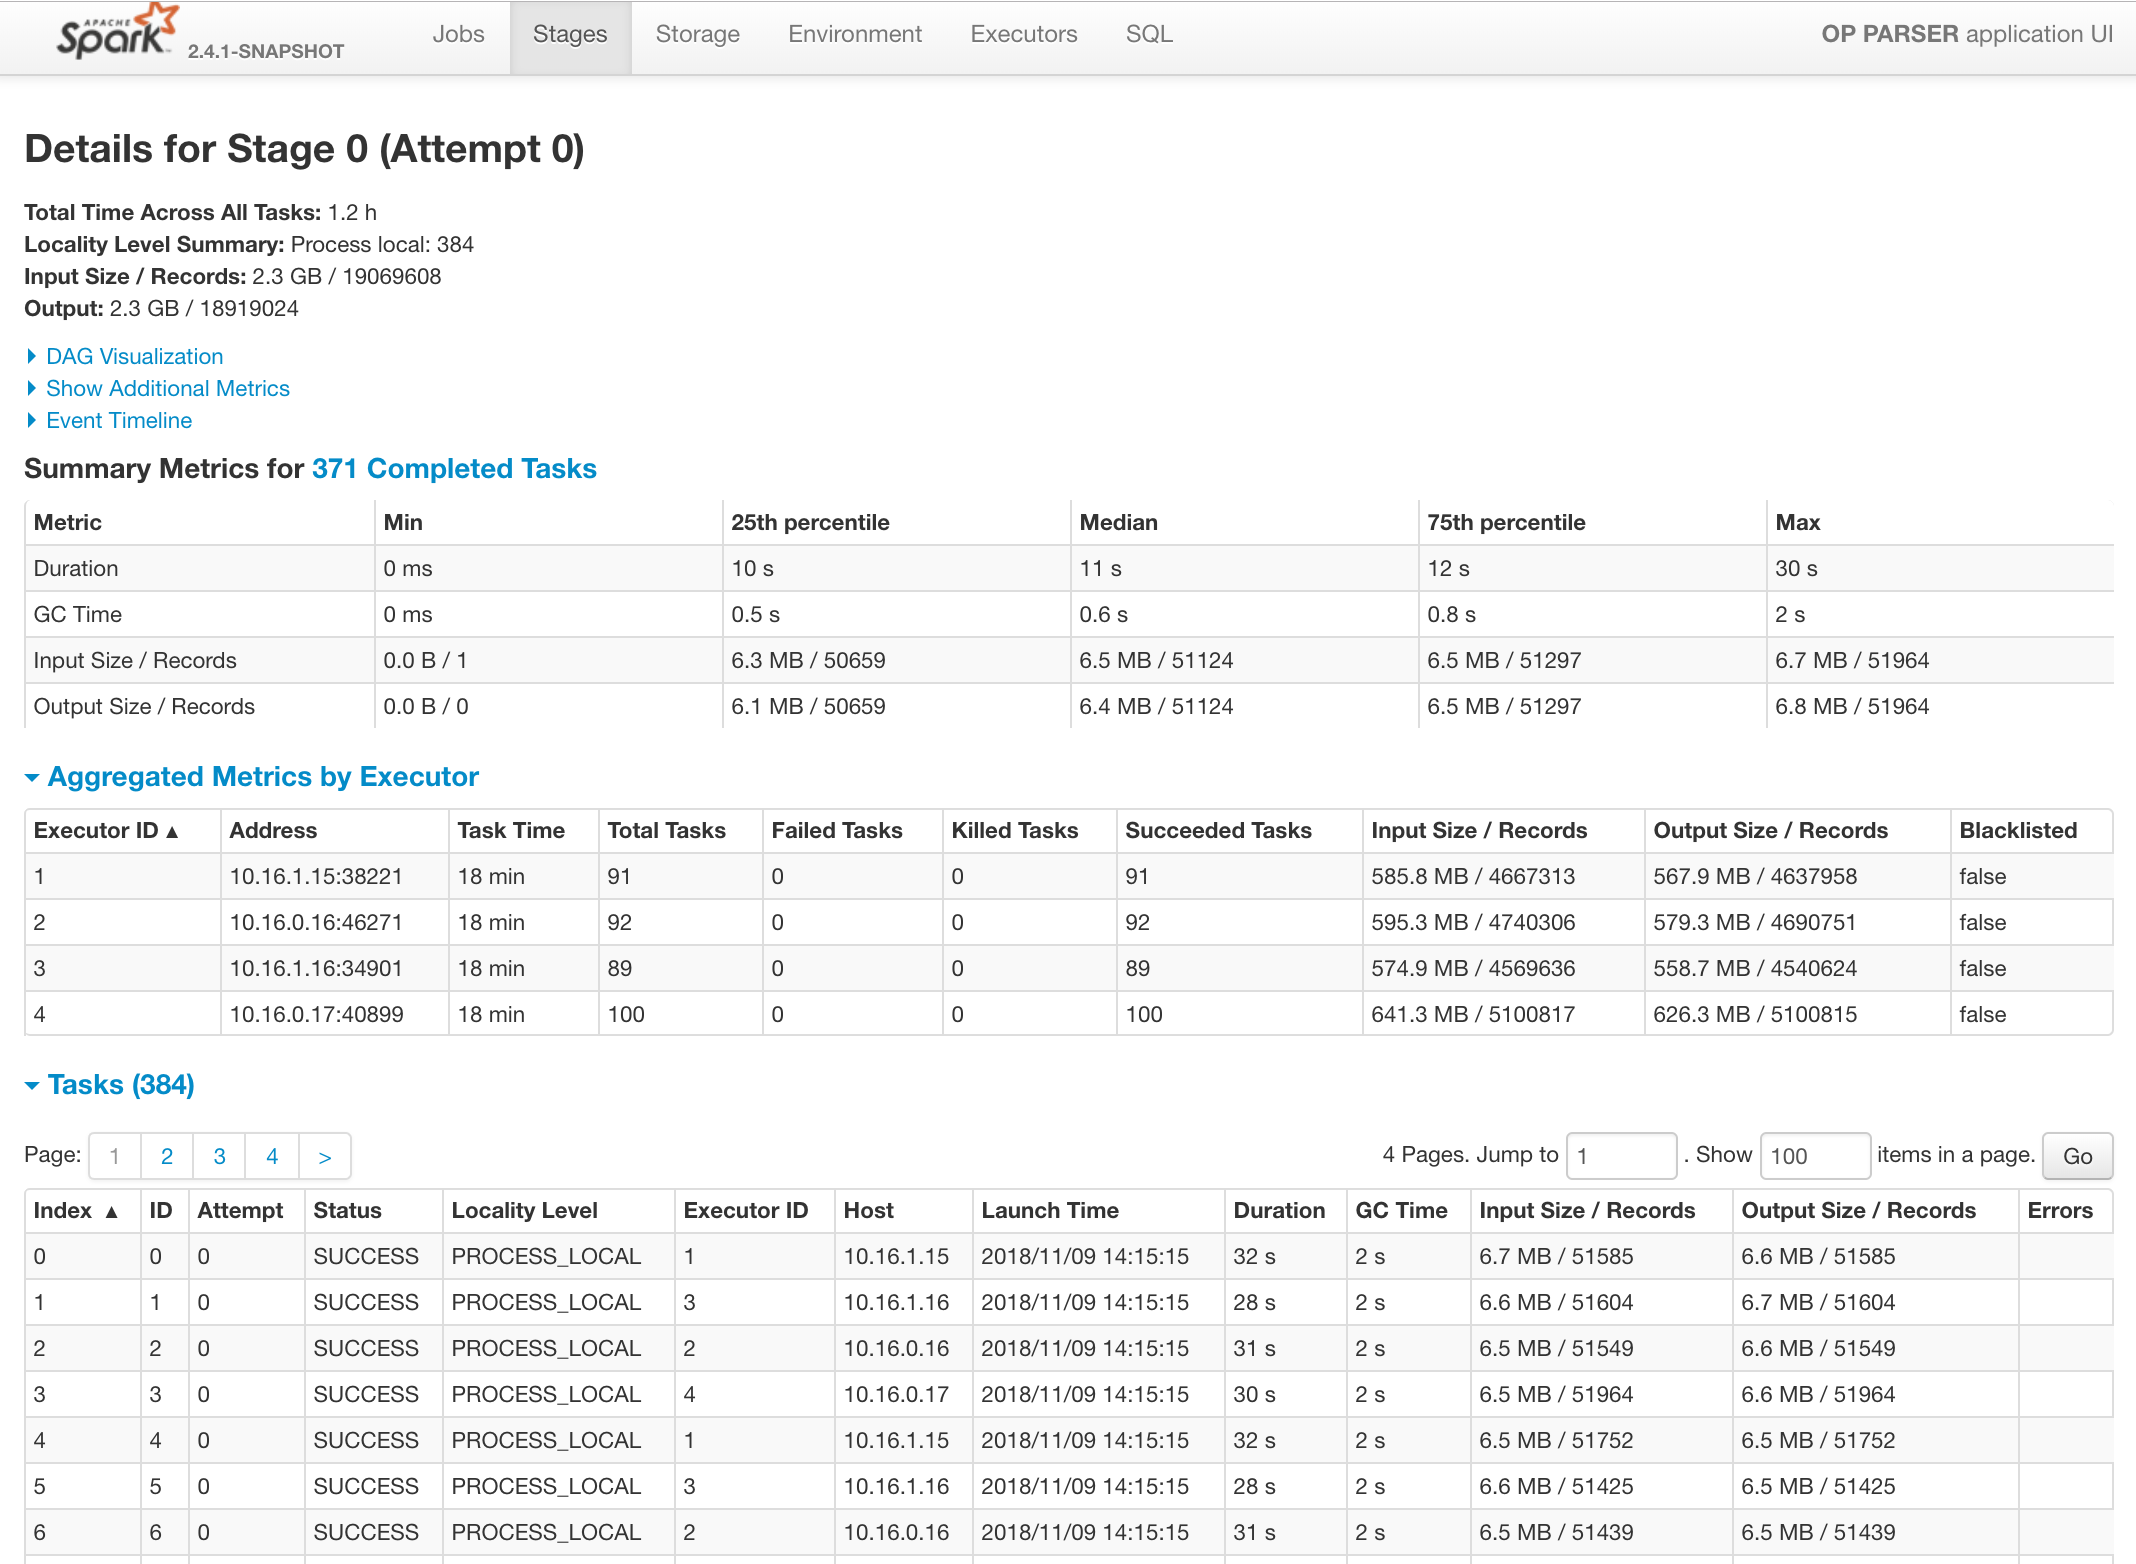 APACHE
Spark™ 2.4.1-SNAPSHOT Jobs Stages Storage Environment Executors SQL OP PARSER application UI
Details for Stage 0 (Attempt 0)
Total Time Across All Tasks: 1.2 h
Locality Level Summary: Process local: 384
Input Size / Records: 2.3 GB / 19069608
Output: 2.3 GB / 18919024
DAG Visualization
Show Additional Metrics
Event Timeline
Summary Metrics for 371 Completed Tasks
Metric Min 25th percentile Median 75th percentile Max
Duration 0 ms 10 s 11 s 12 s 30 s
GC Time 0 ms 0.5 s 0.6 s 0.8 s 2 s
Input Size / Records 0.0 B / 1 6.3 MB / 50659 6.5 MB / 51124 6.5 MB / 51297 6.7 MB / 51964
Output Size / Records 0.0 B / 0 6.1 MB / 50659 6.4 MB / 51124 6.5 MB / 51297 6.8 MB / 51964
Aggregated Metrics by Executor
Executor ID ▲ Address Task Time Total Tasks Failed Tasks Killed Tasks Succeeded Tasks Input Size / Records Output Size / Records Blacklisted
1 10.16.1.15:38221 18 min 91 0 0 91 585.8 MB / 4667313 567.9 MB / 4637958 false
2 10.16.0.16:46271 18 min 92 0 0 92 595.3 MB / 4740306 579.3 MB / 4690751 false
3 10.16.1.16:34901 18 min 89 0 0 89 574.9 MB / 4569636 558.7 MB / 4540624 false
4 10.16.0.17:40899 18 min 100 0 0 100 641.3 MB / 5100817 626.3 MB / 5100815 false
Tasks (384)
Page: 1 2 3 4 > 4 Pages. Jump to 1 . Show 100 items in a page. Go
Index ▲ ID Attempt Status Locality Level Executor ID Host Launch Time Duration GC Time Input Size / Records Output Size / Records Errors
0 0 0 SUCCESS PROCESS_LOCAL 1 10.16.1.15 2018/11/09 14:15:15 32 s 2 s 6.7 MB / 51585 6.6 MB / 51585
1 1 0 SUCCESS PROCESS_LOCAL 3 10.16.1.16 2018/11/09 14:15:15 28 s 2 s 6.6 MB / 51604 6.7 MB / 51604
2 2 0 SUCCESS PROCESS_LOCAL 2 10.16.0.16 2018/11/09 14:15:15 31 s 2 s 6.5 MB / 51549 6.6 MB / 51549
3 3 0 SUCCESS PROCESS_LOCAL 4 10.16.0.17 2018/11/09 14:15:15 30 s 2 s 6.5 MB / 51964 6.6 MB / 51964
4 4 0 SUCCESS PROCESS_LOCAL 1 10.16.1.15 2018/11/09 14:15:15 32 s 2 s 6.5 MB / 51752 6.5 MB / 51752
5 5 0 SUCCESS PROCESS_LOCAL 3 10.16.1.16 2018/11/09 14:15:15 28 s 2 s 6.6 MB / 51425 6.5 MB / 51425
6 6 0 SUCCESS PROCESS_LOCAL 2 10.16.0.16 2018/11/09 14:15:15 31 s 2 s 6.5 MB / 51439 6.5 MB / 51439